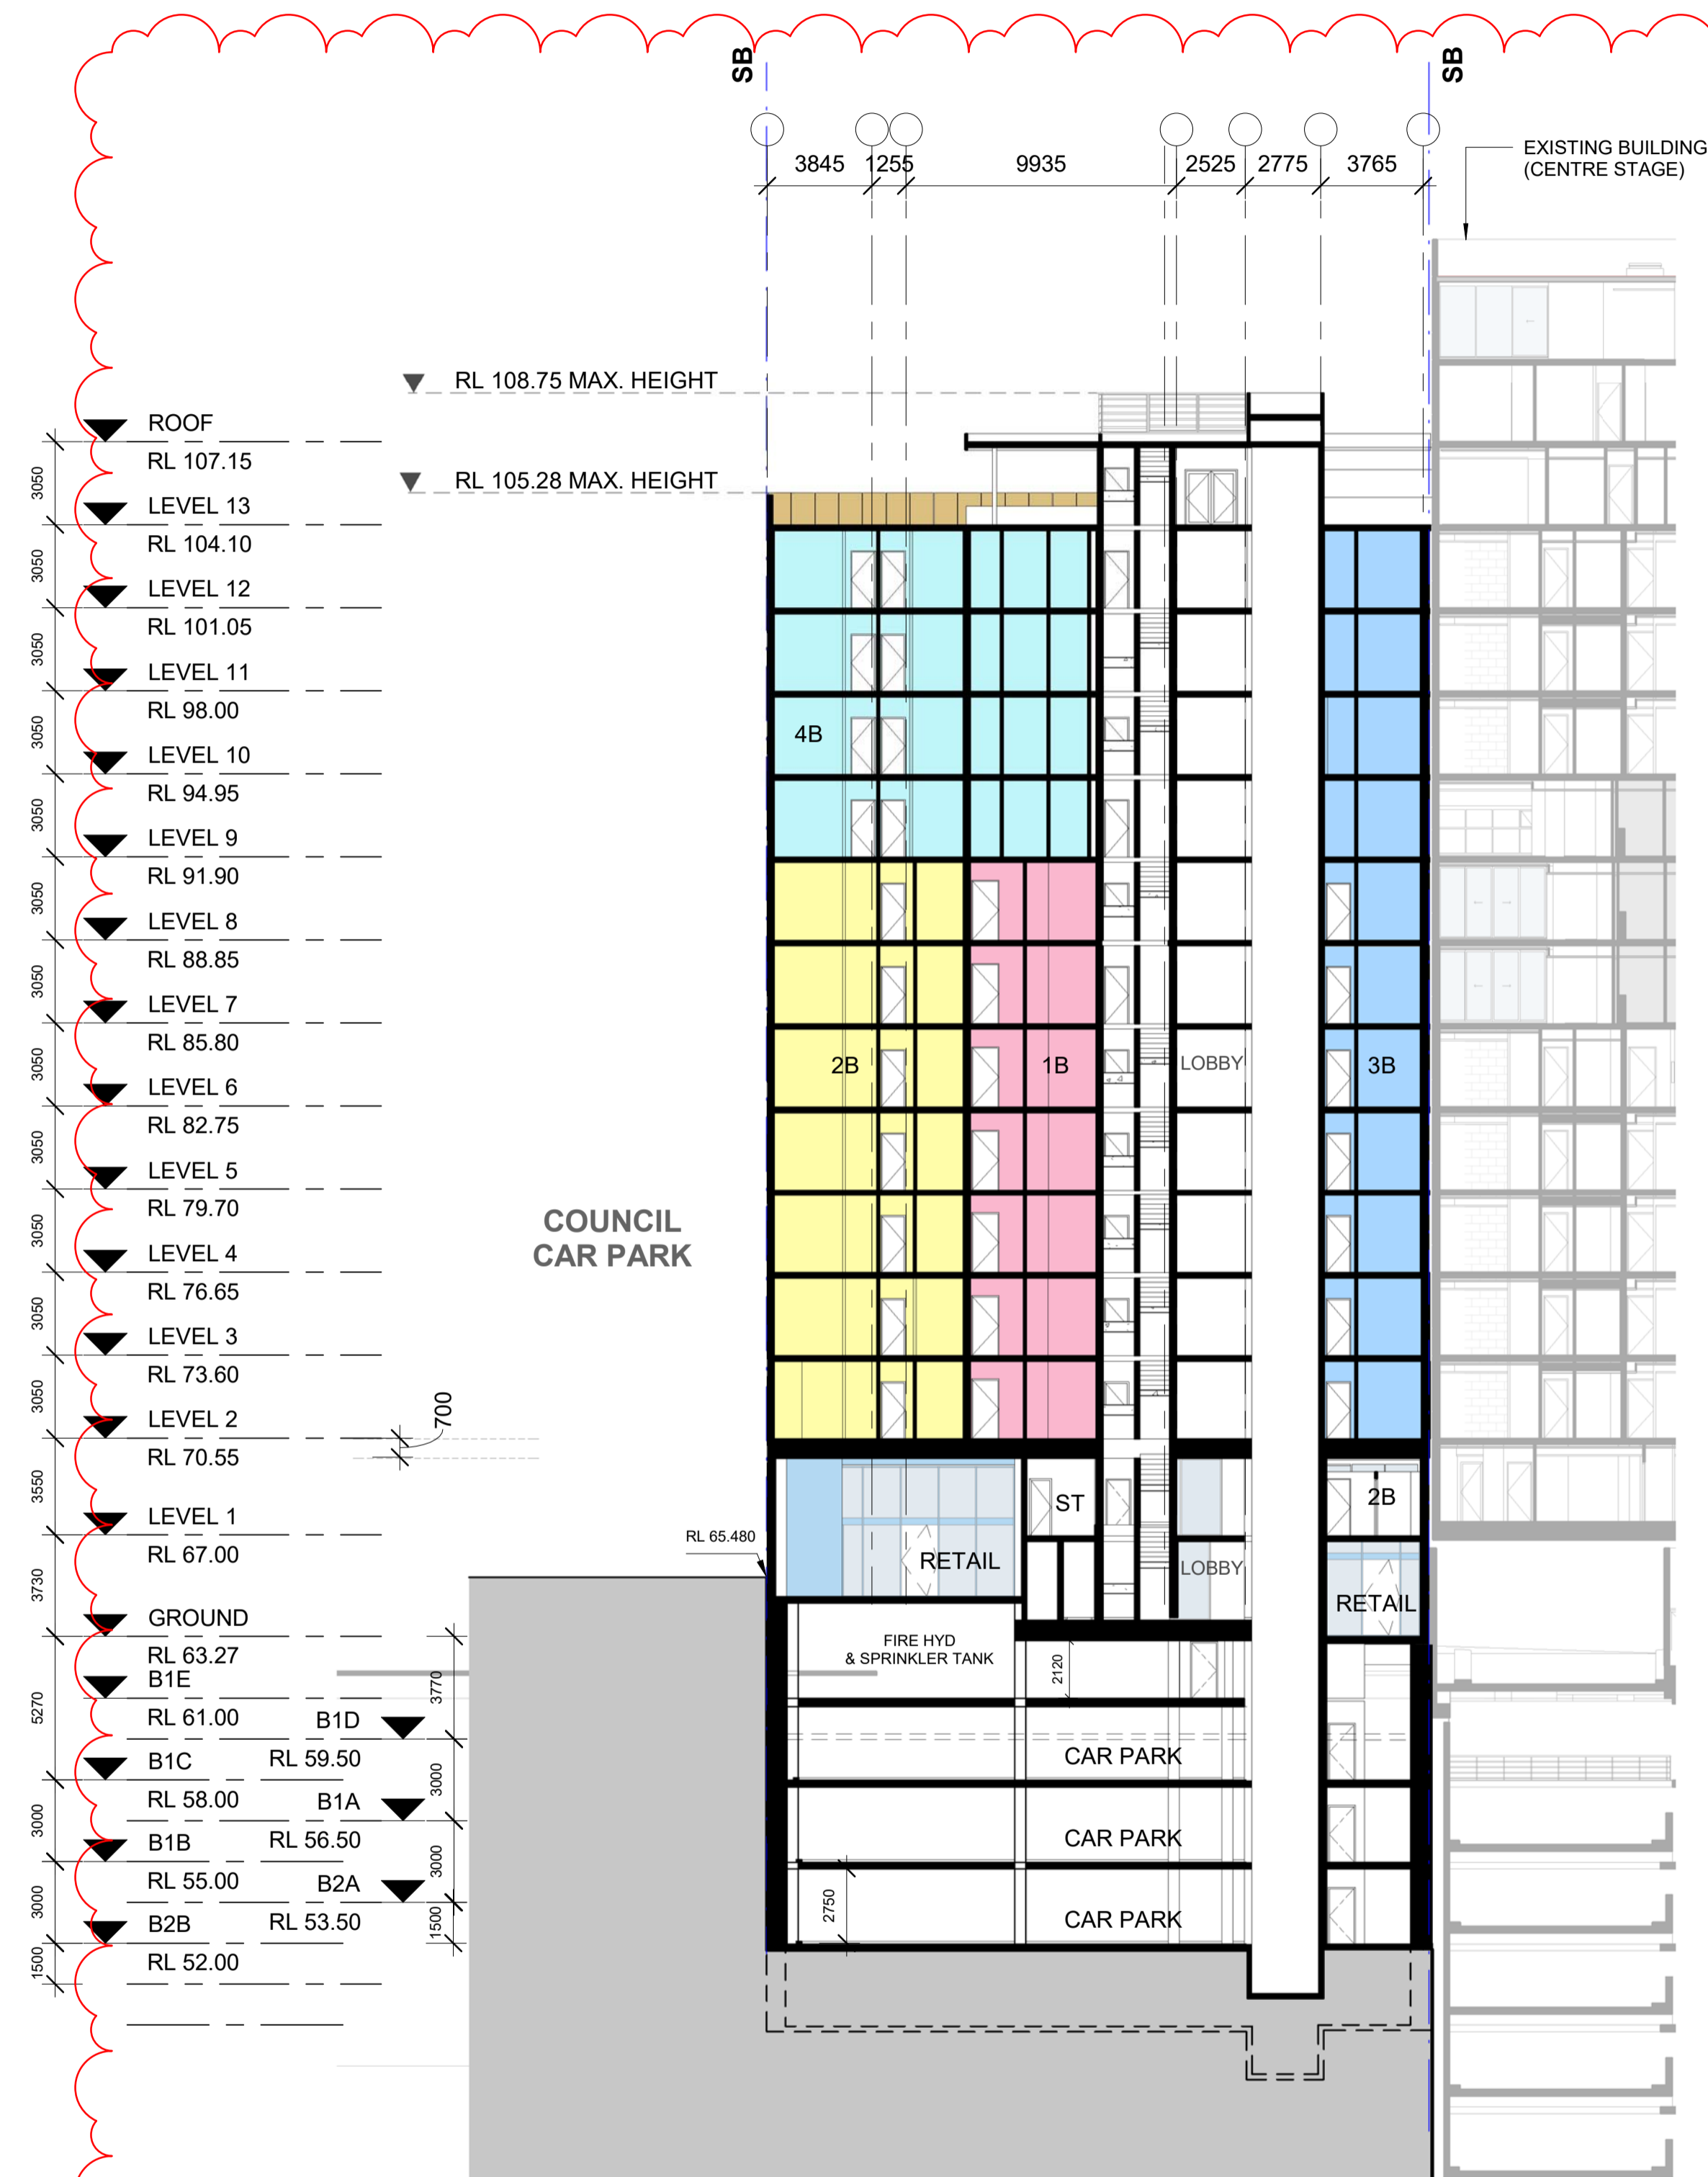 SB
SB
3845
1255
9935
2525
2775
3765
EXISTING BUILDING
(CENTRE STAGE)
RL 108.75 MAX. HEIGHT
ROOF
RL 107.15
3050
RL 105.28 MAX. HEIGHT
LEVEL 13
RL 104.10
3050
LEVEL 12
RL 101.05
3050
LEVEL 11
RL 98.00
3050
4B
LEVEL 10
RL 94.95
3050
LEVEL 9
RL 91.90
3050
LEVEL 8
RL 88.85
3050
LEVEL 7
RL 85.80
3050
2B
1B
LOBBY
3B
LEVEL 6
RL 82.75
3050
LEVEL 5
RL 79.70
3050
COUNCIL
CAR PARK
LEVEL 4
RL 76.65
3050
LEVEL 3
RL 73.60
3050
700
LEVEL 2
RL 70.55
3550
ST
2B
LEVEL 1
RL 67.00
RL 65.480
RETAIL
LOBBY
RETAIL
3730
GROUND
RL 63.27
FIRE HYD
& SPRINKLER TANK
2120
3770
B1E
RL 61.00
5270
B1D
RL 59.50
CAR PARK
B1C
RL 58.00
3000
B1A
RL 56.50
CAR PARK
3000
B1B
RL 55.00
3000
B2A
RL 53.50
2750
CAR PARK
3000
1500
B2B
RL 52.00
1500